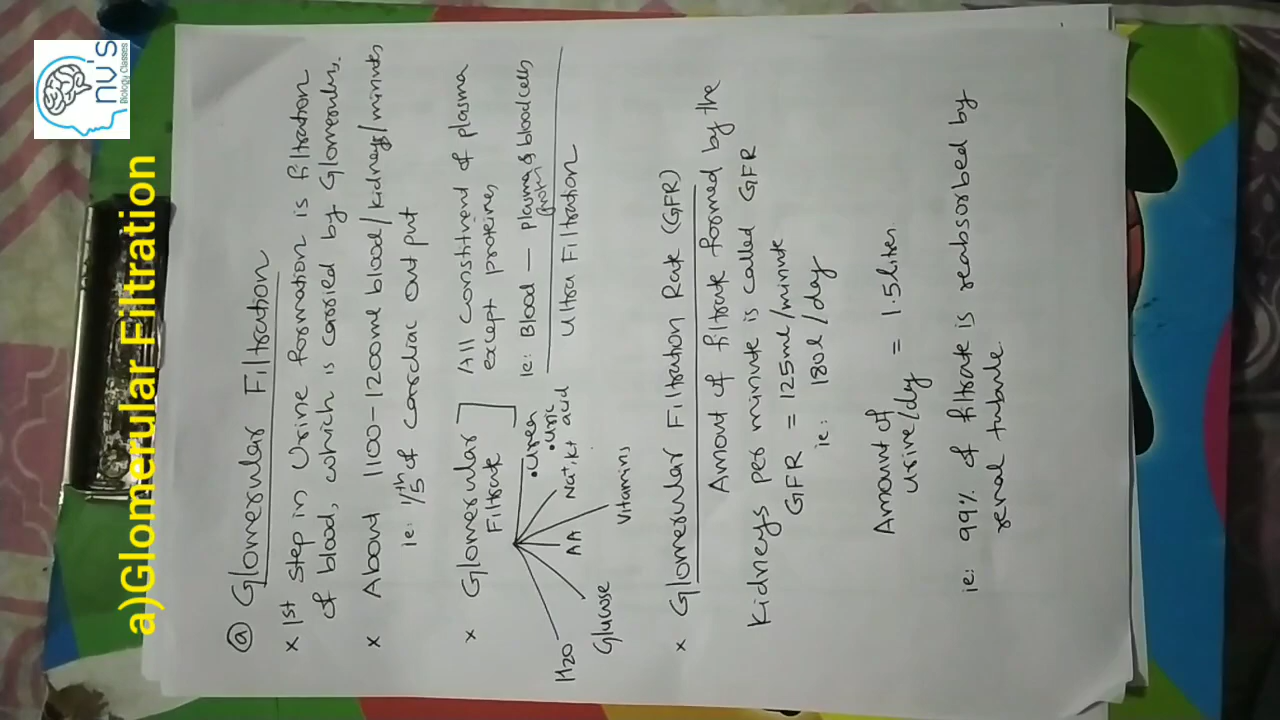 nv's
Biology Classes
a)Glomerular Filtration
ⓐ Glomerular Filtration
x 1st step in Urine formation is filtration
of blood, which is carried by Glomerulus.
x About 1100-1200ml blood/kidneys/minutes
ie: 1/5th of cardiac out put
x Glomerular Filtrate
All constituend of plasma
except proteins
ie: Blood — plasma protein & blood cells
Ultra Filtration
H2O
Glucose
AA
Vitamins
Na+, K+
•Urea
•Uric acid
x Glomerular Filtration Rate (GFR)
Amout of filtrate formed by the
Kidneys per minute is called GFR
GFR = 125ml/minute
ie: 180l/day
Amount of
urine/day = 1.5liter
ie: 99% of filtrate is reabsorbed by
renal tubule.